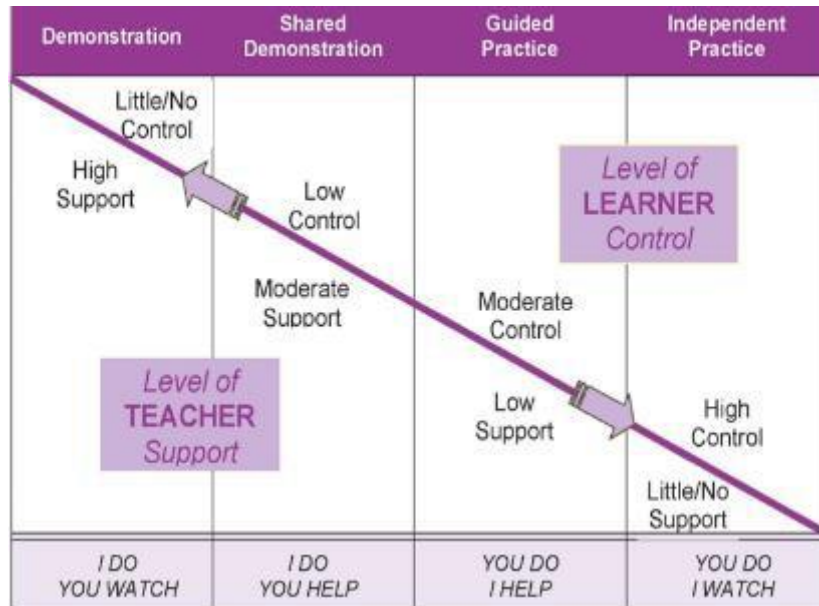 Demonstration
Shared
Demonstration
Guided
Practice
Independent
Practice
Little/No
Control
High
Support
Low
Control
Moderate
Support
Moderate
Control
Low
Support
High
Control
Little/No
Support
Level of
LEARNER
Control
Level of
TEACHER
Support
I DO
YOU WATCH
I DO
YOU HELP
YOU DO
I HELP
YOU DO
I WATCH